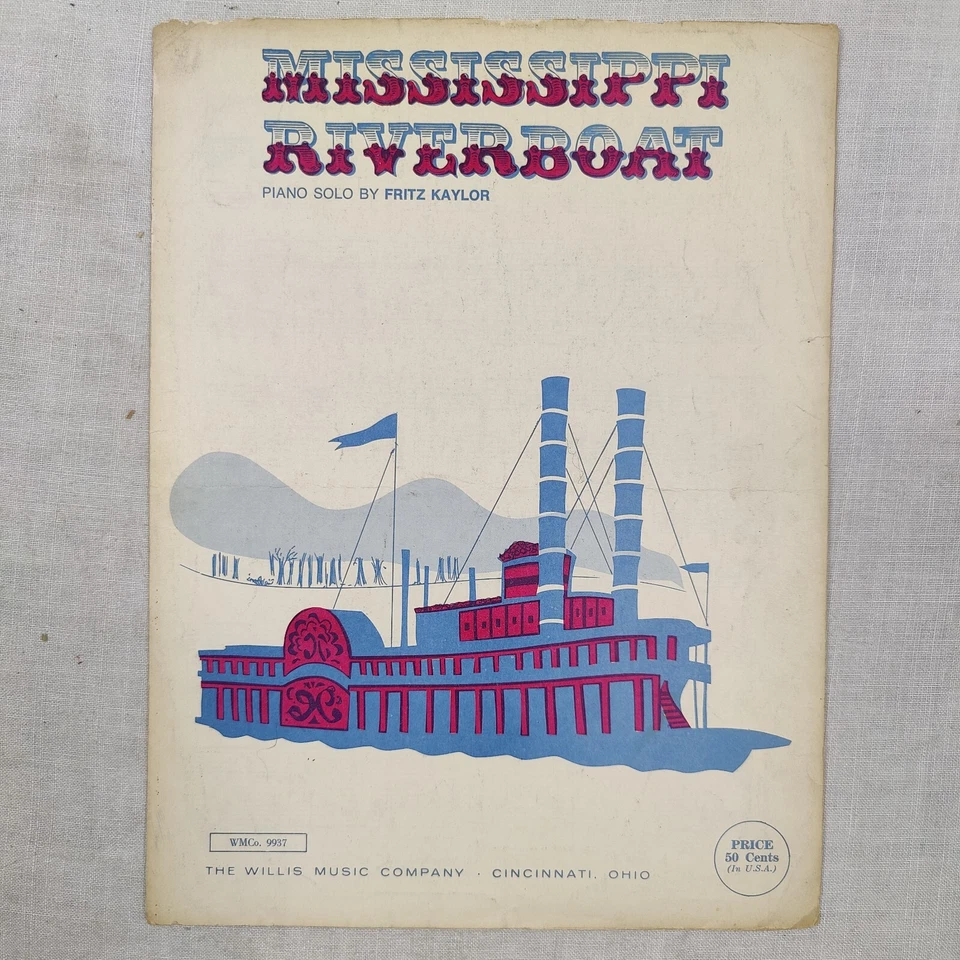 MISSISSIPPI
RIVERBOAT
PIANO SOLO BY FRITZ KAYLOR
WMCo. 9937
THE WILLIS MUSIC COMPANY · CINCINNATI, OHIO
PRICE
50 Cents
(In U.S.A.)